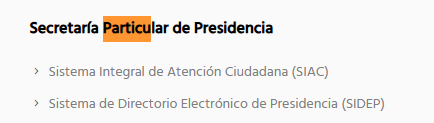 Secretaría Particular de Presidencia
Sistema Integral de Atención Ciudadana (SIAC)
Sistema de Directorio Electrónico de Presidencia (SIDEP)